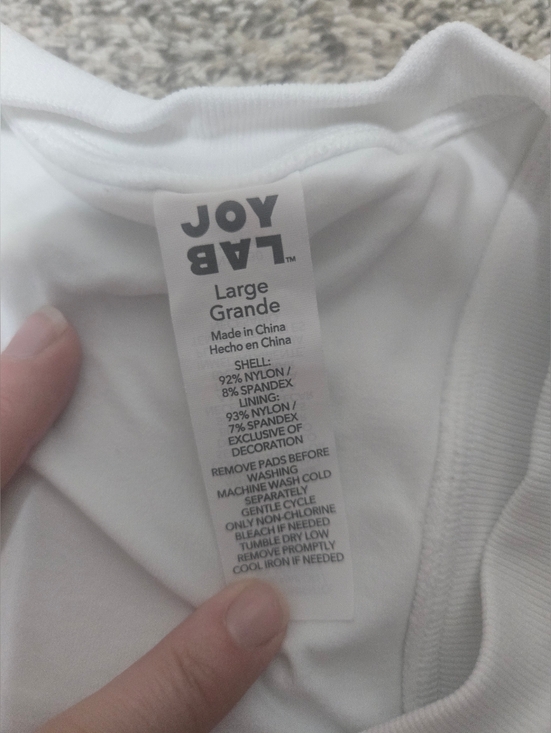 JOY
LAB™
Large
Grande
Made in China
Hecho en China
SHELL:
92% NYLON /
8% SPANDEX
LINING:
93% NYLON /
7% SPANDEX
EXCLUSIVE OF
DECORATION
REMOVE PADS BEFORE
WASHING
MACHINE WASH COLD
SEPARATELY
GENTLE CYCLE
ONLY NON-CHLORINE
BLEACH IF NEEDED
TUMBLE DRY LOW
REMOVE PROMPTLY
COOL IRON IF NEEDED